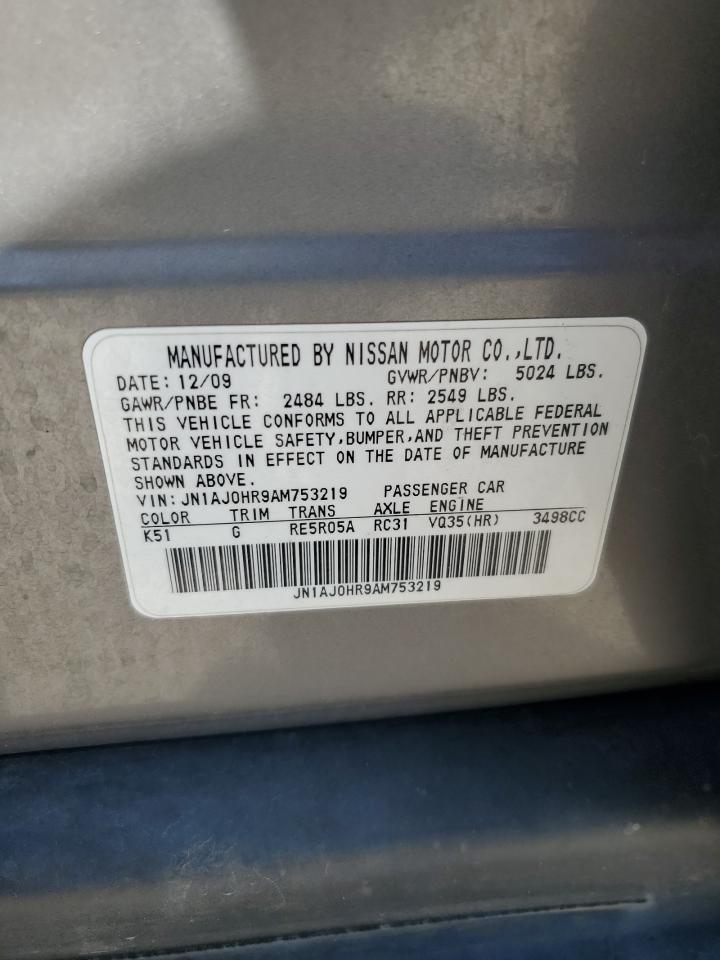 MANUFACTURED BY NISSAN MOTOR CO.,LTD.
DATE: 12/09 GVWR/PNBV: 5024 LBS.
GAWR/PNBE FR: 2484 LBS. RR: 2549 LBS.
THIS VEHICLE CONFORMS TO ALL APPLICABLE FEDERAL
MOTOR VEHICLE SAFETY,BUMPER,AND THEFT PREVENTION
STANDARDS IN EFFECT ON THE DATE OF MANUFACTURE
SHOWN ABOVE.
VIN: JN1AJ0HR9AM753219 PASSENGER CAR
COLOR TRIM TRANS AXLE ENGINE
K51 G RE5R05A RC31 VQ35(HR) 3498CC
JN1AJ0HR9AM753219